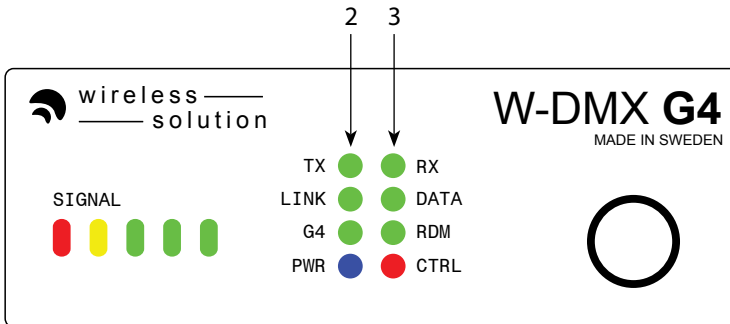 2 3
wireless
solution
W-DMX G4
MADE IN SWEDEN
TX RX
LINK DATA
SIGNAL
G4 RDM
PWR CTRL